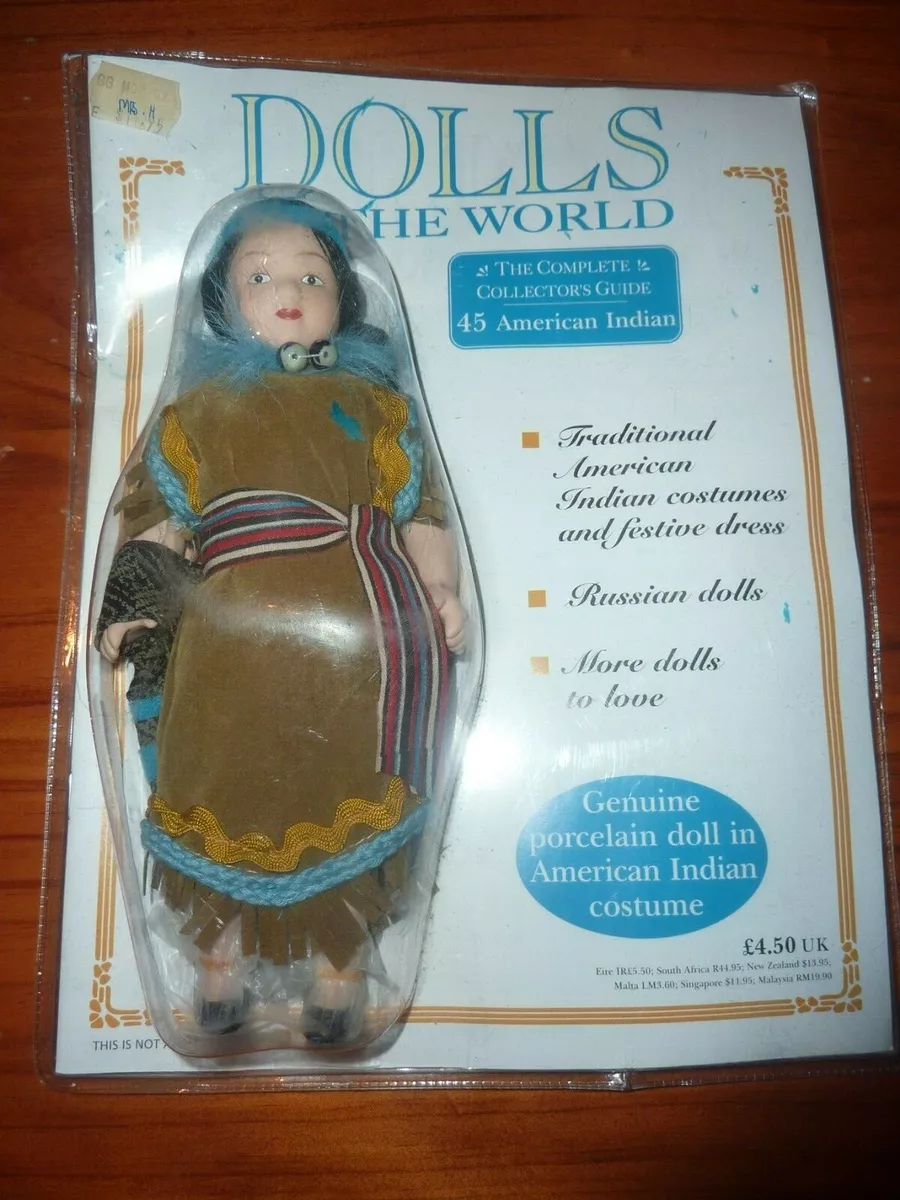 MB. H
DOLLS
HE WORLD
THE COMPLETE
COLLECTOR'S GUIDE
45 American Indian
Traditional
American
Indian costumes
and festive dress
Russian dolls
More dolls
to love
Genuine
porcelain doll in
American Indian
costume
£4.50 UK
Eire IR£5.50; South Africa R44.95; New Zealand $13.95;
Malta LM3.60; Singapore $11.95; Malaysia RM19.90
THIS IS NOT